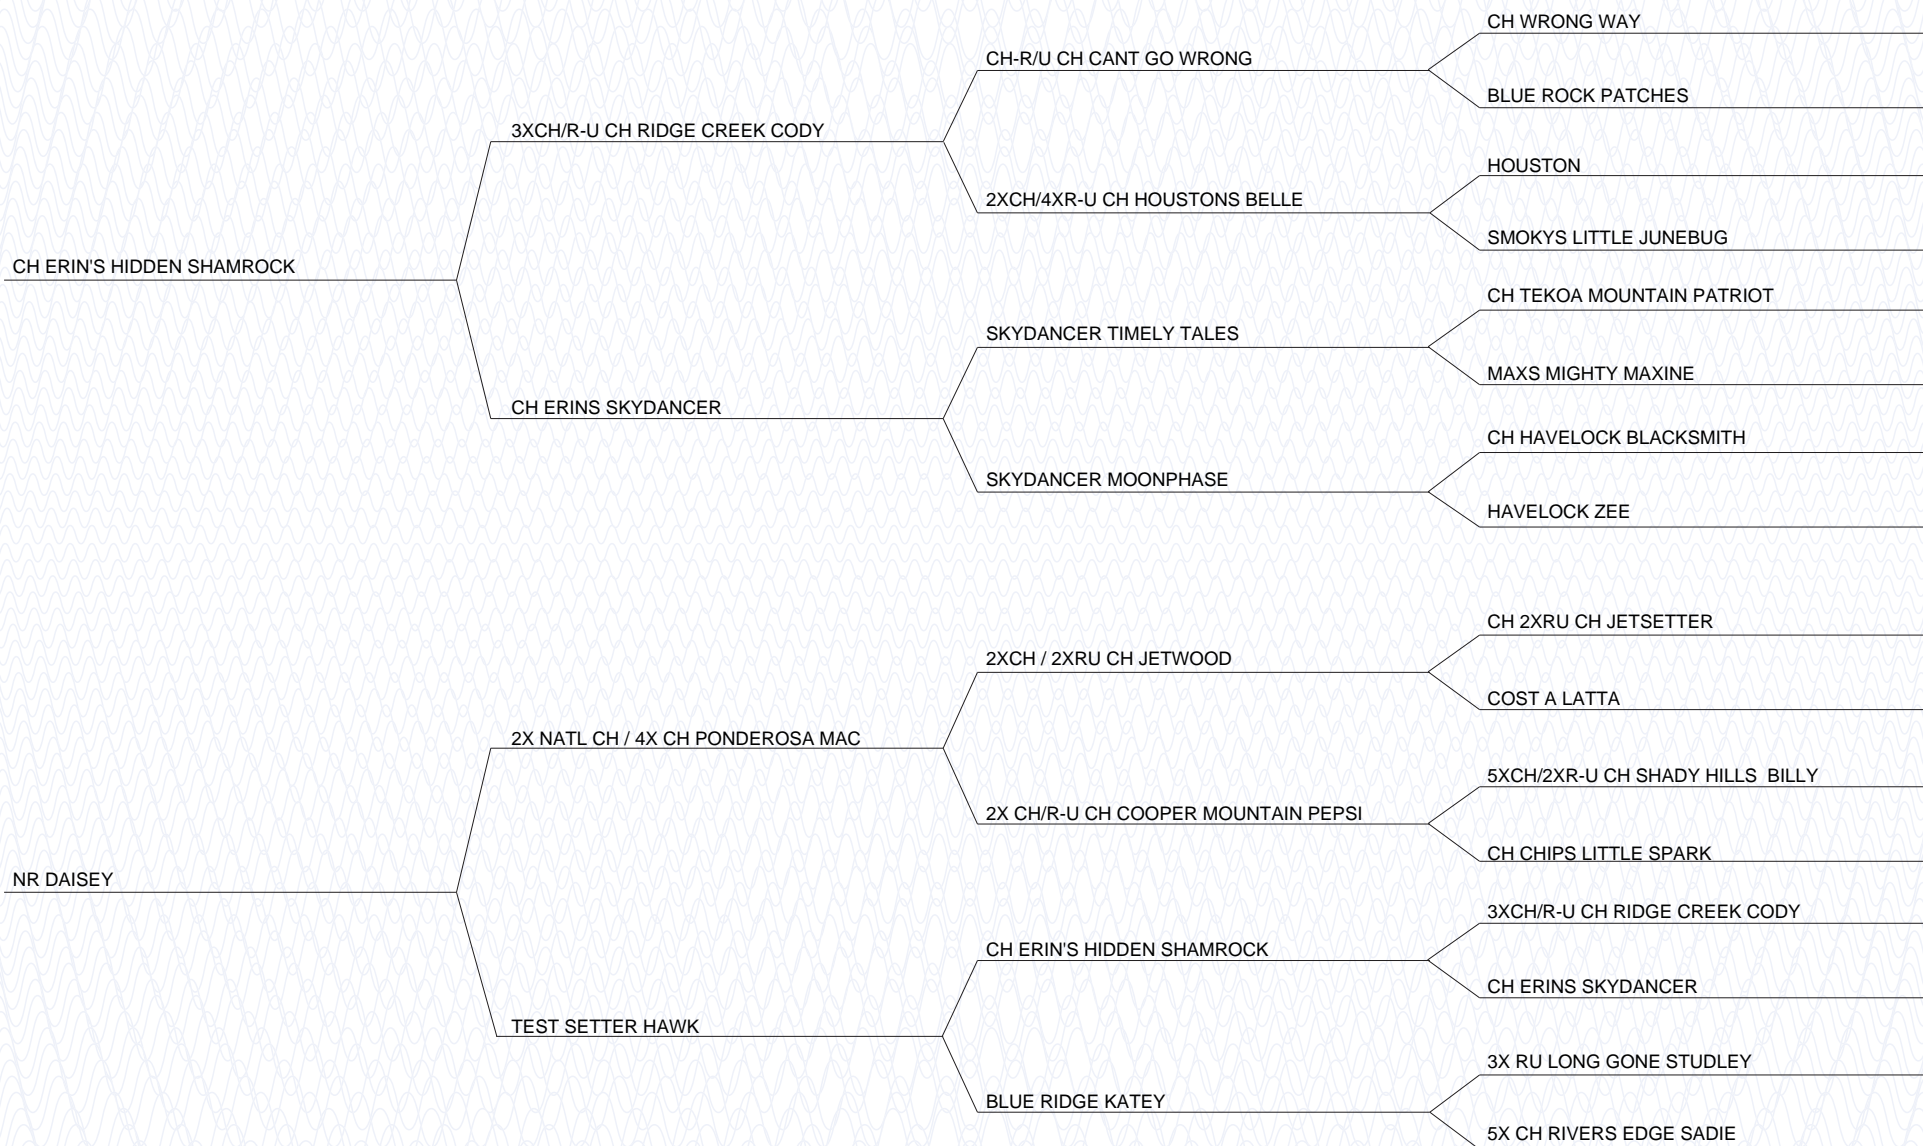 CH WRONG WAY
CH-R/U CH CANT GO WRONG
BLUE ROCK PATCHES
3XCH/R-U CH RIDGE CREEK CODY
HOUSTON
2XCH/4XR-U CH HOUSTONS BELLE
SMOKYS LITTLE JUNEBUG
CH ERIN'S HIDDEN SHAMROCK
CH TEKOA MOUNTAIN PATRIOT
SKYDANCER TIMELY TALES
MAXS MIGHTY MAXINE
CH ERINS SKYDANCER
CH HAVELOCK BLACKSMITH
SKYDANCER MOONPHASE
HAVELOCK ZEE
CH 2XRU CH JETSETTER
2XCH / 2XRU CH JETWOOD
COST A LATTA
2X NATL CH / 4X CH PONDEROSA MAC
5XCH/2XR-U CH SHADY HILLS  BILLY
2X CH/R-U CH COOPER MOUNTAIN PEPSI
CH CHIPS LITTLE SPARK
NR DAISEY
3XCH/R-U CH RIDGE CREEK CODY
CH ERIN'S HIDDEN SHAMROCK
CH ERINS SKYDANCER
TEST SETTER HAWK
3X RU LONG GONE STUDLEY
BLUE RIDGE KATEY
5X CH RIVERS EDGE SADIE